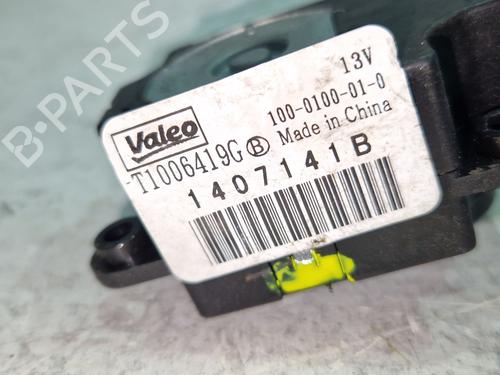 B-PARTS
Valeo
13V
100-0100-01-0
T1006419G B Made in China
1407141B